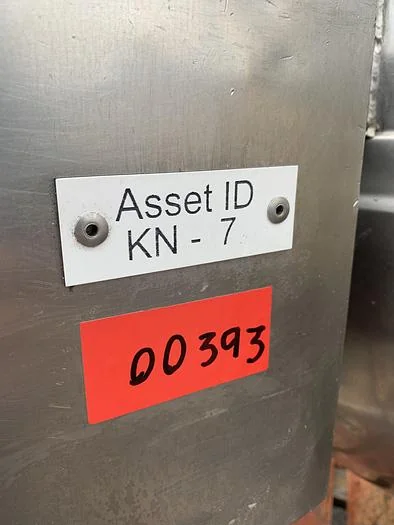 Asset ID
KN - 7
00393